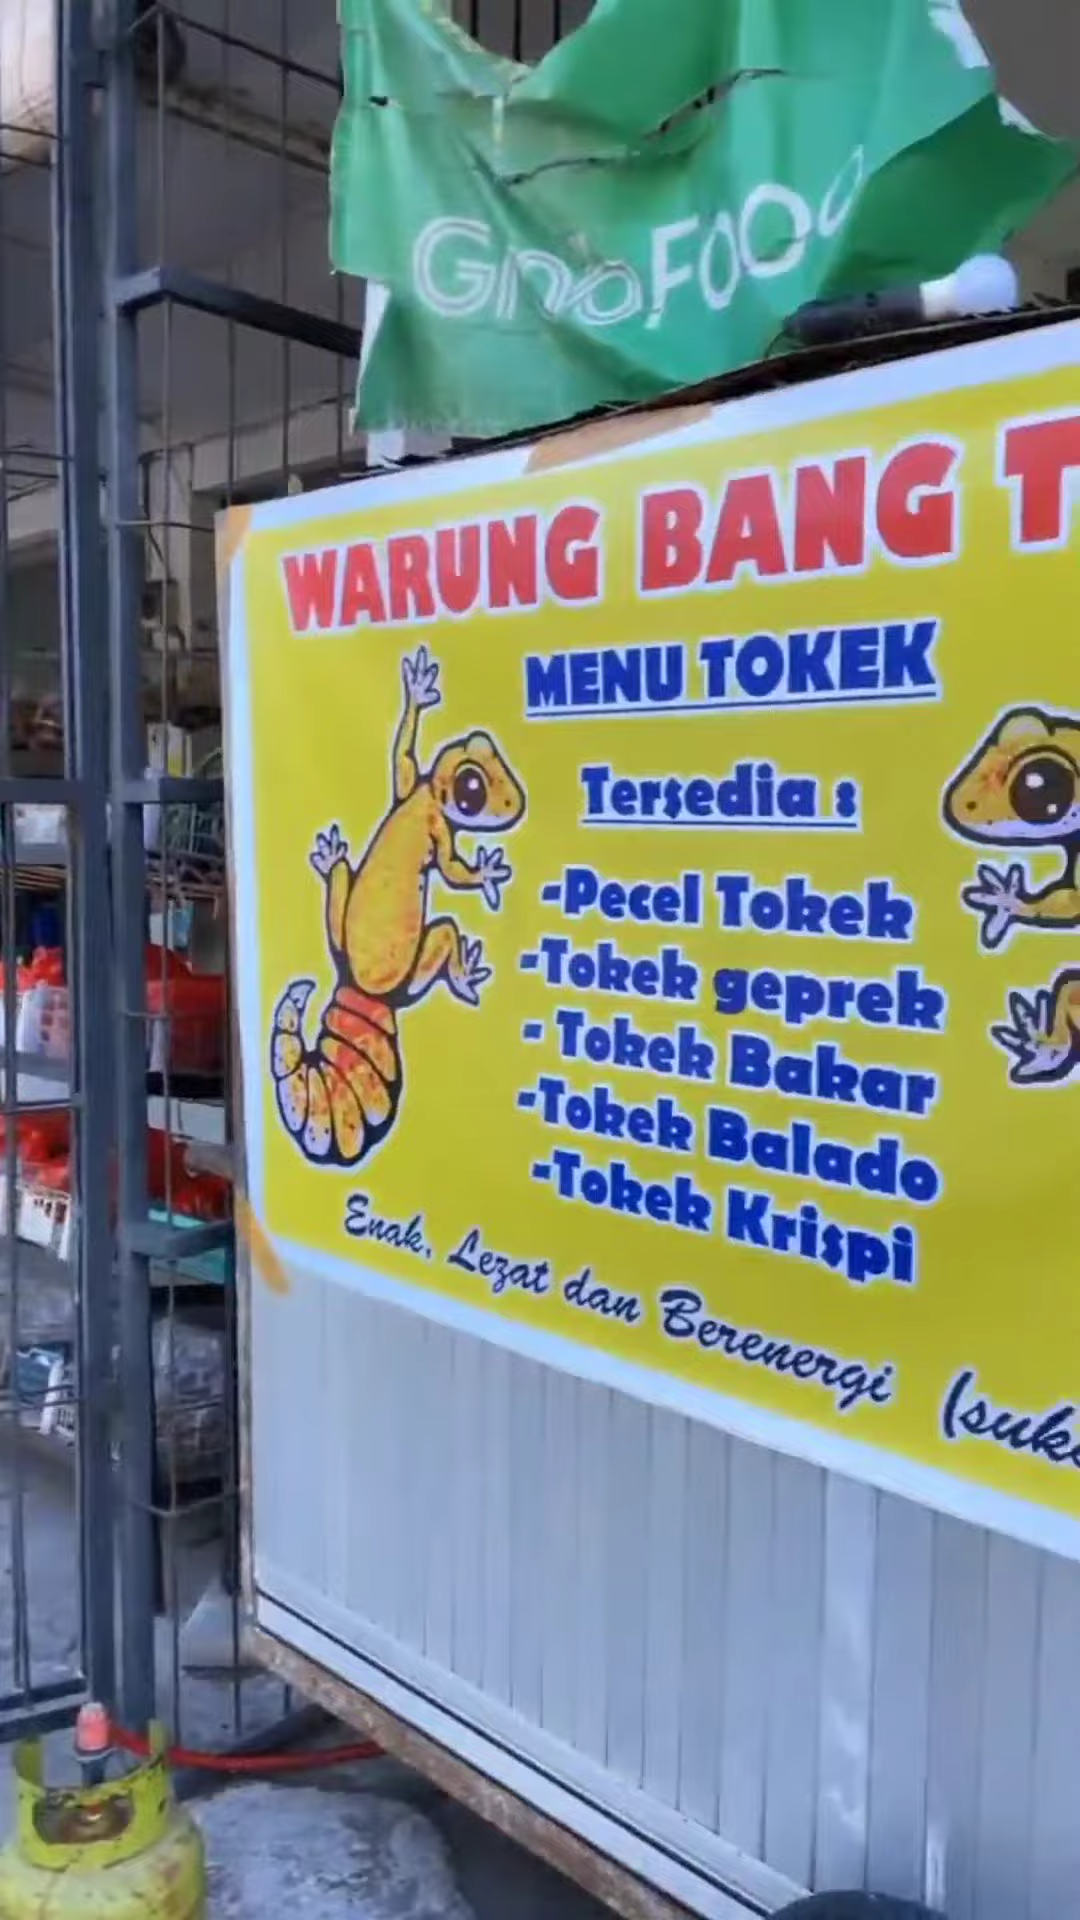 GrabFood
WARUNG BANG T
MENU TOKEK
Tersedia :
-Pecel Tokek
-Tokek geprek
- Tokek Bakar
-Tokek Balado
-Tokek Krispi
Enak, Lezat dan Berenergi (suk